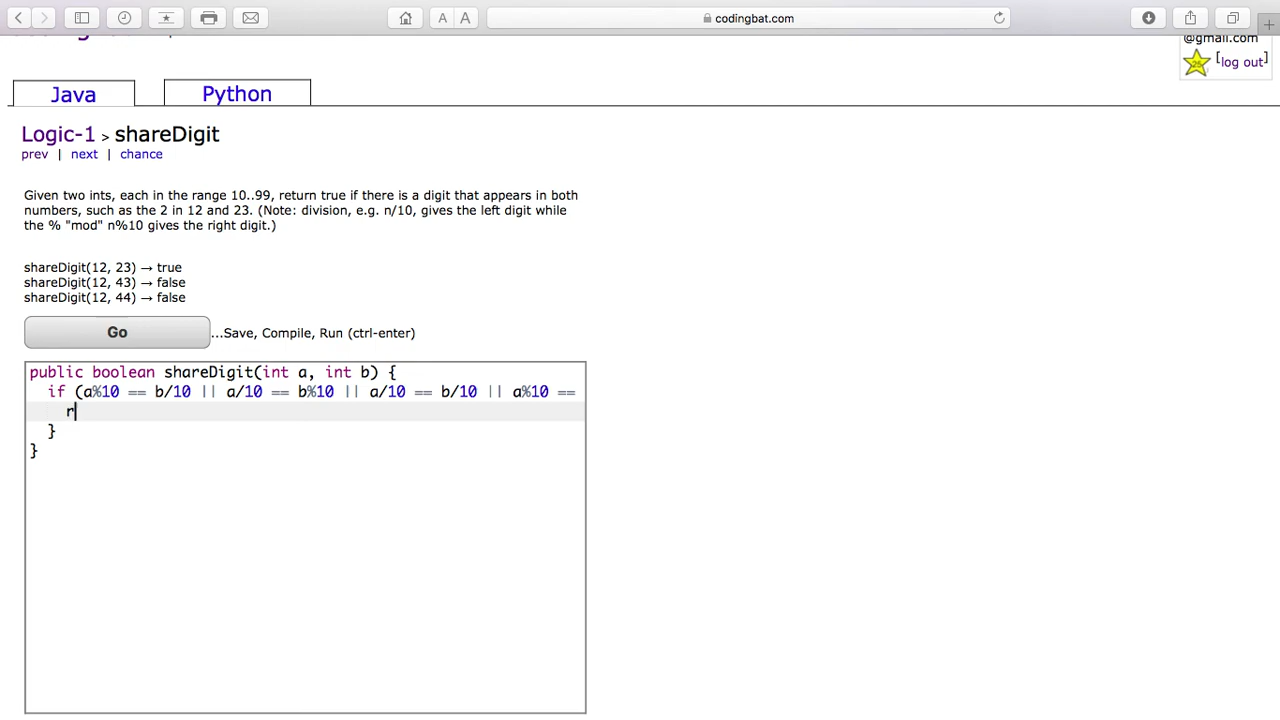 A A codingbat.com
@gmail.com
25 [log out]
Java Python
Logic-1 > shareDigit
prev | next | chance
Given two ints, each in the range 10..99, return true if there is a digit that appears in both
numbers, such as the 2 in 12 and 23. (Note: division, e.g. n/10, gives the left digit while
the % "mod" n%10 gives the right digit.)
shareDigit(12, 23) → true
shareDigit(12, 43) → false
shareDigit(12, 44) → false
Go ...Save, Compile, Run (ctrl-enter)
public boolean shareDigit(int a, int b) {
if (a%10 == b/10 || a/10 == b%10 || a/10 == b/10 || a%10 ==
r
}
}